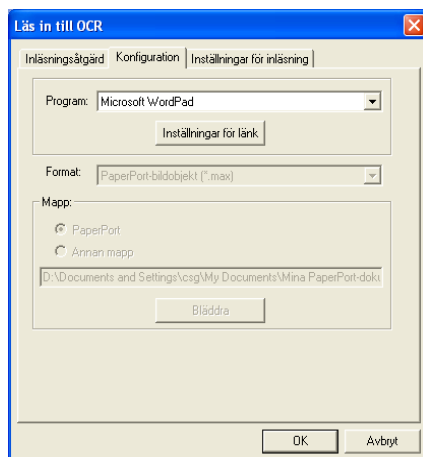 Läs in till OCR
Inläsningsåtgärd Konfiguration Inställningar för inläsning
Program: Microsoft WordPad
Inställningar för länk
Format: PaperPort-bildobjekt (*.max)
Mapp:
PaperPort
Annan mapp
D:\Documents and Settings\csg\My Documents\Mina PaperPort-doku
Bläddra
OK Avbryt